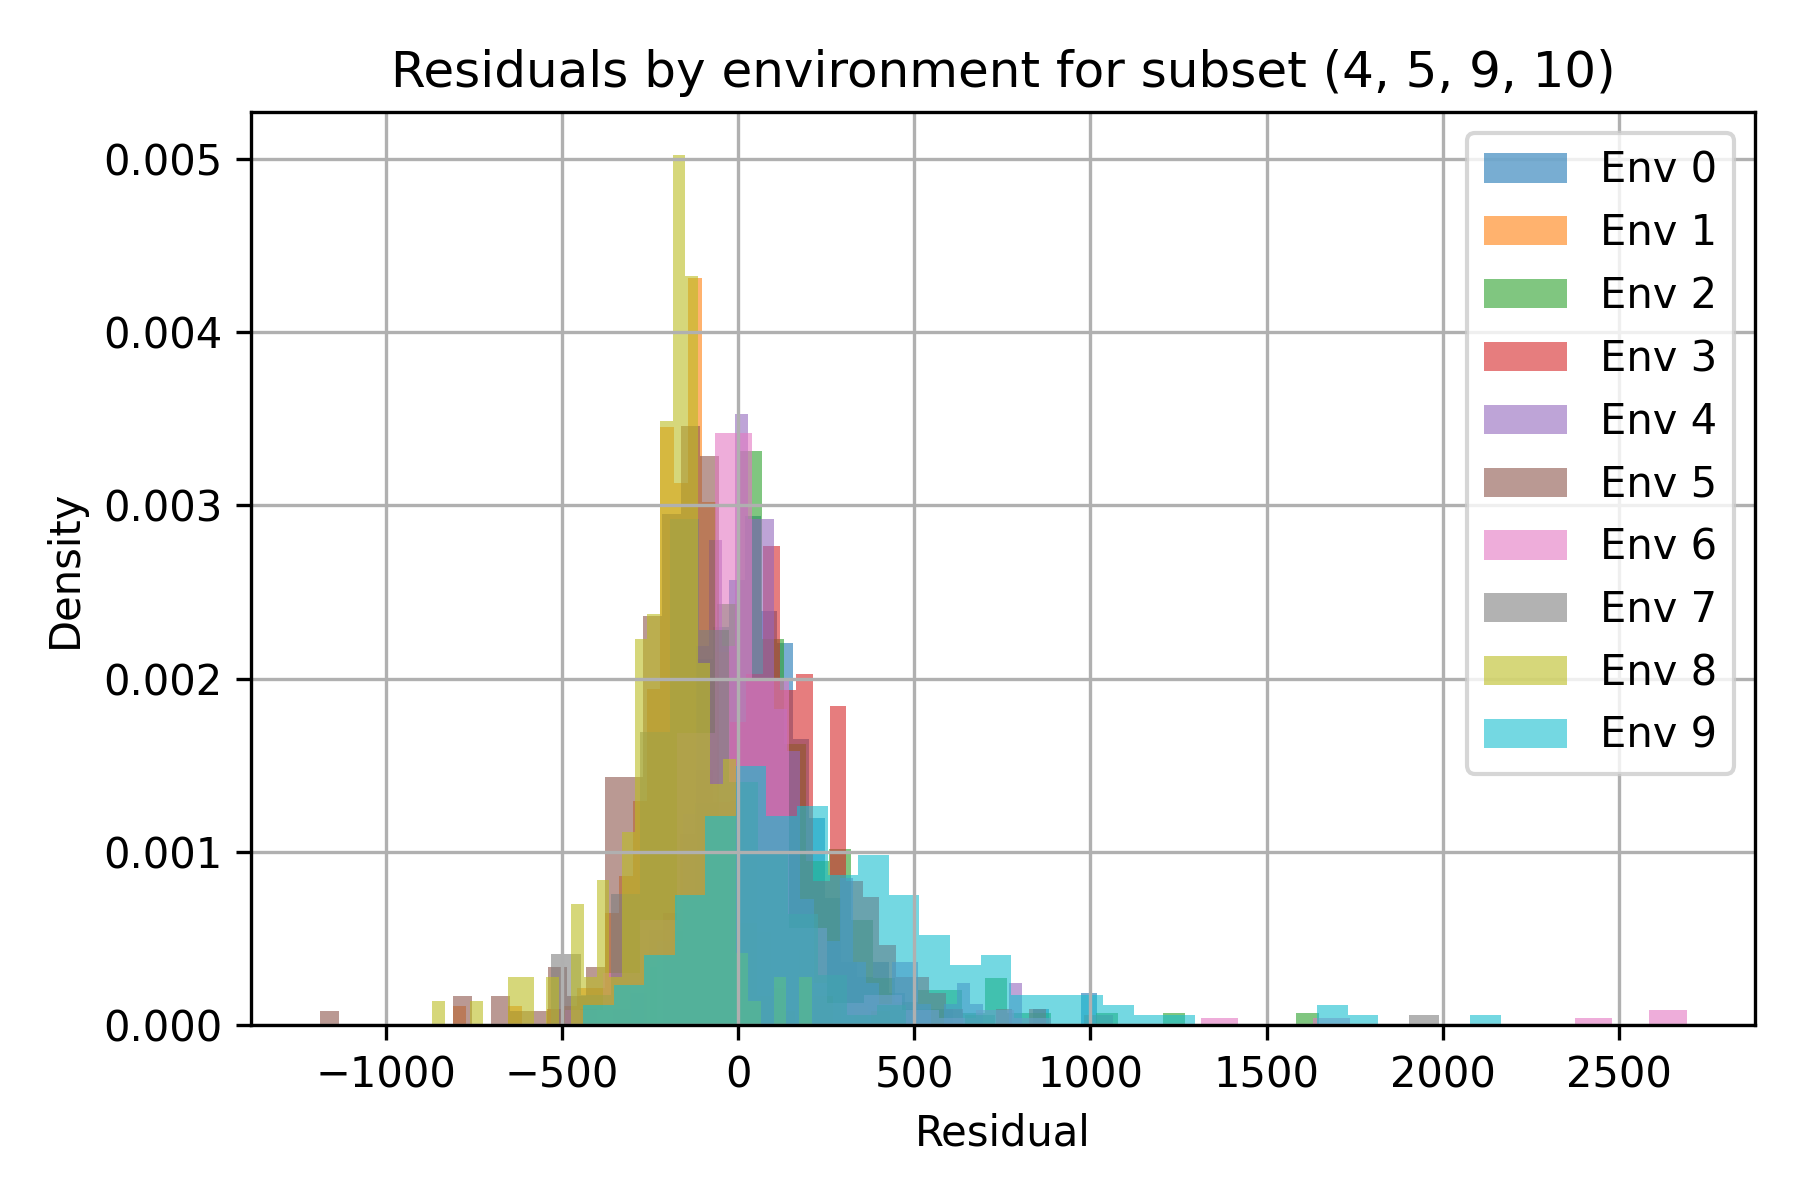 Residuals by environment for subset (4, 5, 9, 10)
0.005
0.004
0.003
0.002
0.001
0.000
Density
−1000
−500
0
500
1000
1500
2000
2500
Residual
Env 0
Env 1
Env 2
Env 3
Env 4
Env 5
Env 6
Env 7
Env 8
Env 9